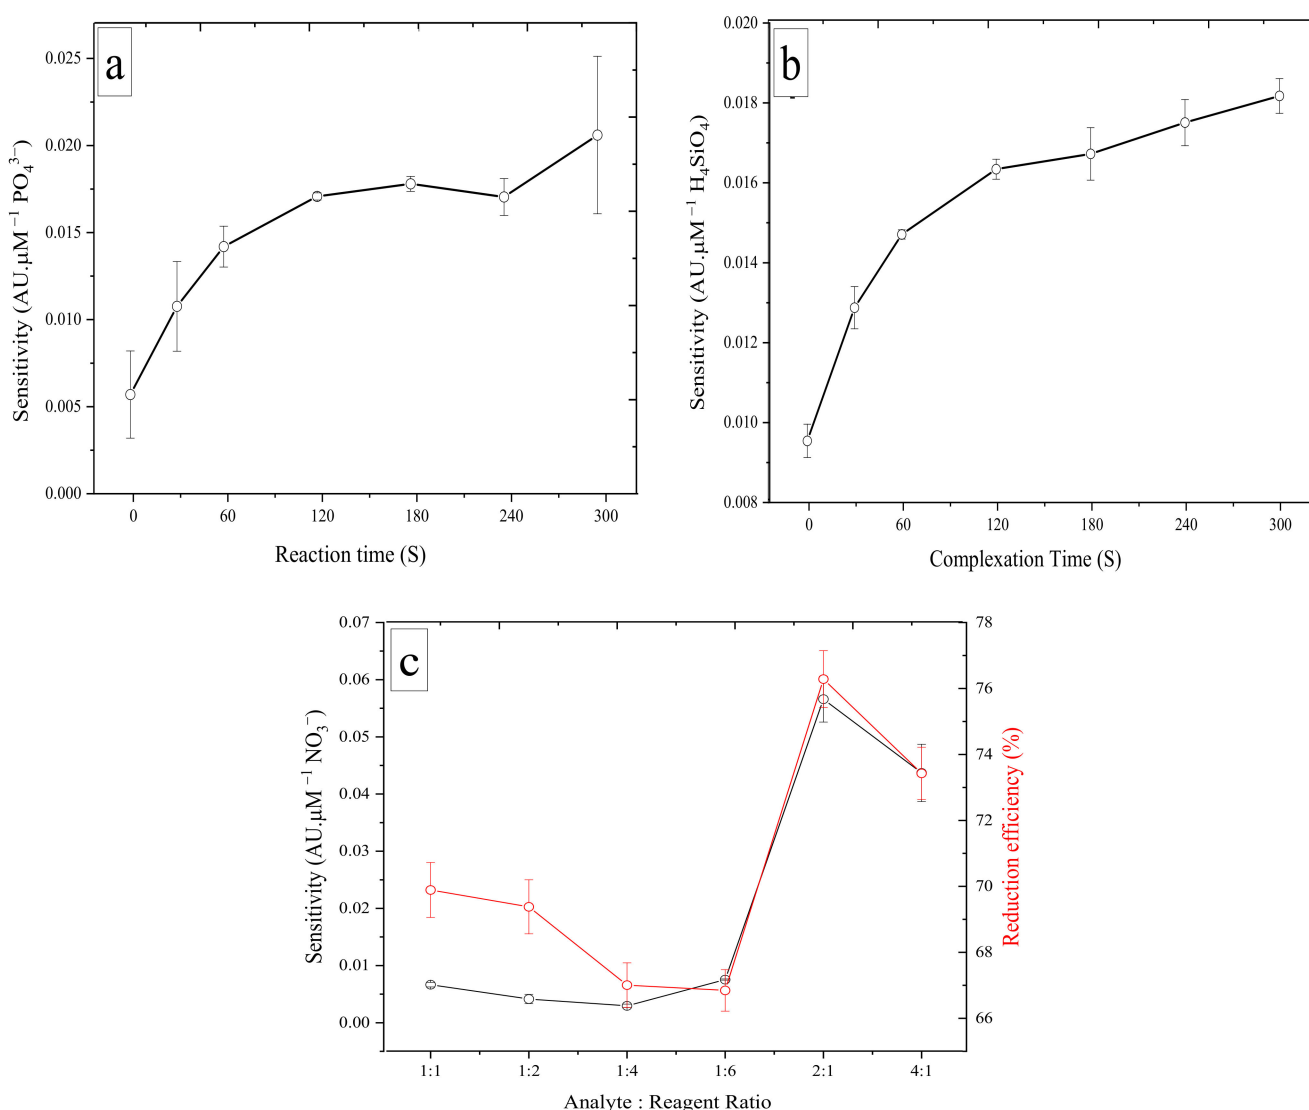 a
0.025
0.020
0.015
0.010
0.005
0.000
Sensitivity (AU.μM⁻¹ PO₄³⁻)
0 60 120 180 240 300
Reaction time (S)
b
0.020
0.018
0.016
0.014
0.012
0.010
0.008
Sensitivity (AU.μM⁻¹ H₄SiO₄)
0 60 120 180 240 300
Complexation Time (S)
c
0.07
0.06
0.05
0.04
0.03
0.02
0.01
0.00
Sensitivity (AU.μM⁻¹ NO₃⁻)
78
76
74
72
70
68
66
Reduction efficiency (%)
1:1 1:2 1:4 1:6 2:1 4:1
Analyte : Reagent Ratio